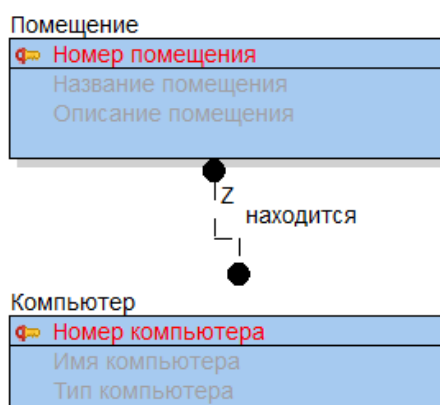 Помещение
Номер помещения
Название помещения
Описание помещения
Z
находится
Компьютер
Номер компьютера
Имя компьютера
Тип компьютера